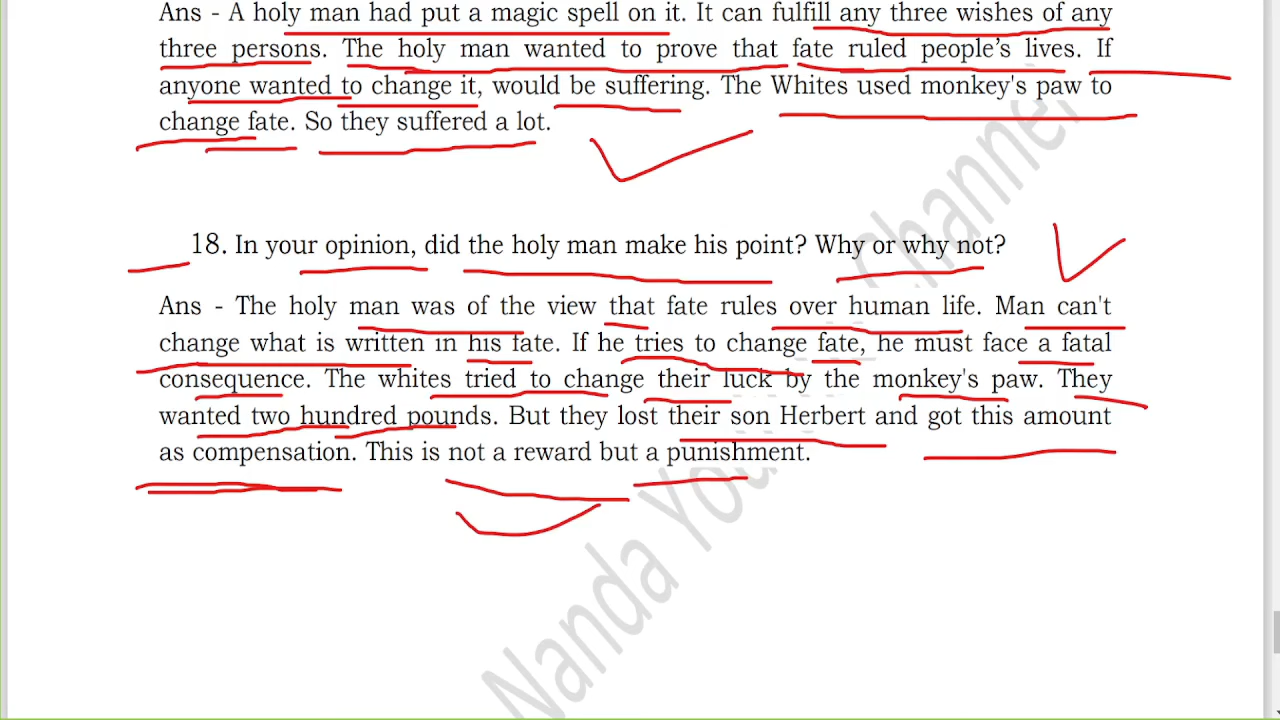 Ans - A holy man had put a magic spell on it. It can fulfill any three wishes of any
three persons. The holy man wanted to prove that fate ruled people's lives. If
anyone wanted to change it, would be suffering. The Whites used monkey's paw to
change fate. So they suffered a lot.
18. In your opinion, did the holy man make his point? Why or why not?
Ans - The holy man was of the view that fate rules over human life. Man can't
change what is written in his fate. If he tries to change fate, he must face a fatal
consequence. The whites tried to change their luck by the monkey's paw. They
wanted two hundred pounds. But they lost their son Herbert and got this amount
as compensation. This is not a reward but a punishment.
Nanda
Channel